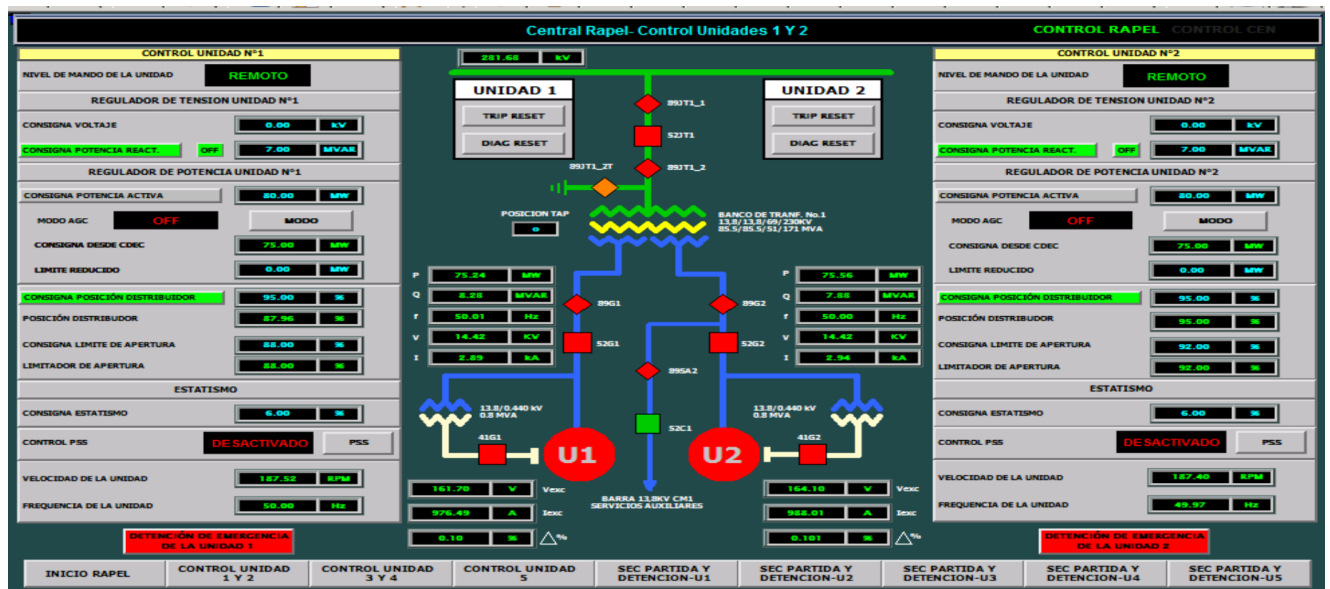 Central Rapel- Control Unidades 1 Y 2
CONTROL RAPEL CONTROL CEN
CONTROL UNIDAD N°1
NIVEL DE MANDO DE LA UNIDAD REMOTO
REGULADOR DE TENSION UNIDAD N°1
CONSIGNA VOLTAJE 0.00 kV
CONSIGNA POTENCIA REACT. OFF 7.00 MVAR
REGULADOR DE POTENCIA UNIDAD N°1
CONSIGNA POTENCIA ACTIVA 80.00 MW
MODO AGC OFF MODO
CONSIGNA DESDE CDEC 75.00 MW
LIMITE REDUCIDO 0.00 MW
CONSIGNA POSICIÓN DISTRIBUIDOR 95.00 %
POSICIÓN DISTRIBUDOR 87.96 %
CONSIGNA LIMITE DE APERTURA 88.00 %
LIMITADOR DE APERTURA 88.00 %
ESTATISMO
CONSIGNA ESTATISMO 6.00 %
CONTROL PSS DESACTIVADO PSS
VELOCIDAD DE LA UNIDAD 187.52 RPM
FREQUENCIA DE LA UNIDAD 50.00 Hz
DETENCIÓN DE EMERGENCIA
DE LA UNIDAD 1
281.68 kV
UNIDAD 1
TRIP RESET
DIAG RESET
UNIDAD 2
TRIP RESET
DIAG RESET
89JT1_1
52JT1
89JT1_2T
89JT1_2
POSICION TAP
0
BANCO DE TRANF. No.1
13,8/13,8/69/230KV
85.5/85.5/51/171 MVA
P 75.24 MW
Q 8.28 MVAR
f 50.01 Hz
V 14.42 KV
I 2.89 kA
89G1
52G1
P 75.56 MW
Q 7.88 MVAR
f 50.00 Hz
V 14.42 KV
I 2.94 kA
89G2
52G2
89SA2
52C1
13.8/0.440 kV
0.8 MVA
41G1
U1
13.8/0.440 kV
0.8 MVA
41G2
U2
BARRA 13,8KV CM1
SERVICIOS AUXILIARES
161.70 V Vexc
976.49 A Iexc
0.10 % △%
164.10 V Vexc
988.01 A Iexc
0.101 % △%
CONTROL UNIDAD N°2
NIVEL DE MANDO DE LA UNIDAD REMOTO
REGULADOR DE TENSION UNIDAD N°2
CONSIGNA VOLTAJE 0.00 kV
CONSIGNA POTENCIA REACT. OFF 7.00 MVAR
REGULADOR DE POTENCIA UNIDAD N°2
CONSIGNA POTENCIA ACTIVA 80.00 MW
MODO AGC OFF MODO
CONSIGNA DESDE CDEC 75.00 MW
LIMITE REDUCIDO 0.00 MW
CONSIGNA POSICIÓN DISTRIBUIDOR 95.00 %
POSICIÓN DISTRIBUDOR 95.00 %
CONSIGNA LIMITE DE APERTURA 92.00 %
LIMITADOR DE APERTURA 92.00 %
ESTATISMO
CONSIGNA ESTATISMO 6.00 %
CONTROL PSS DESACTIVADO PSS
VELOCIDAD DE LA UNIDAD 187.40 RPM
FREQUENCIA DE LA UNIDAD 49.97 Hz
DETENCIÓN DE EMERGENCIA
DE LA UNIDAD 2
INICIO RAPEL
CONTROL UNIDAD
1 Y 2
CONTROL UNIDAD
3 Y 4
CONTROL UNIDAD
5
SEC PARTIDA Y
DETENCION-U1
SEC PARTIDA Y
DETENCION-U2
SEC PARTIDA Y
DETENCION-U3
SEC PARTIDA Y
DETENCION-U4
SEC PARTIDA Y
DETENCION-U5